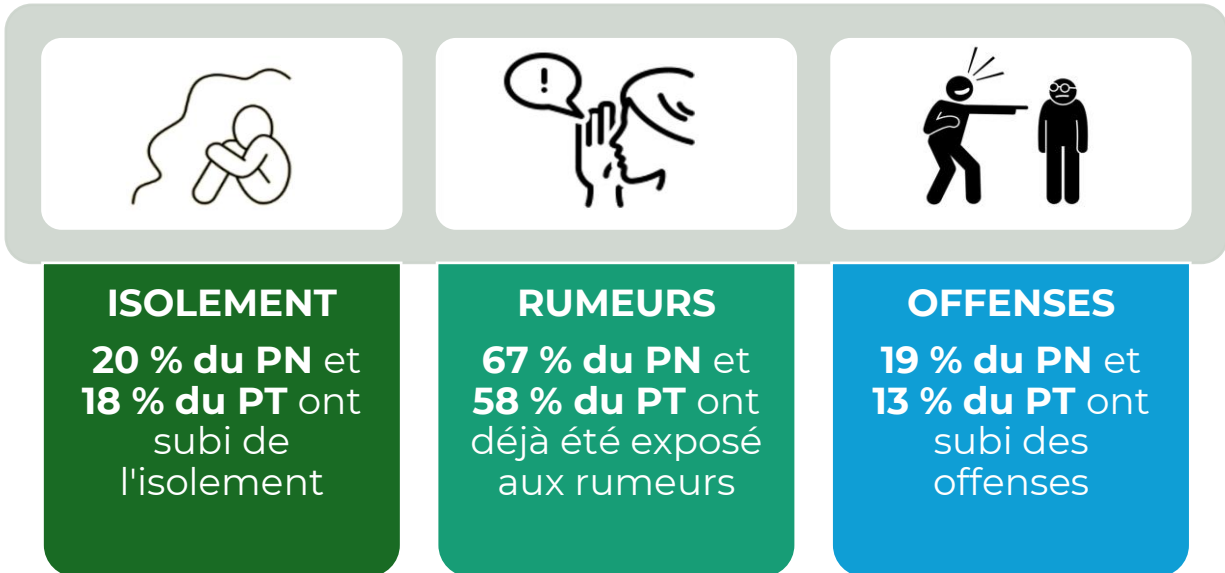 !
ISOLEMENT
20 % du PN et
18 % du PT ont
subi de
l'isolement
RUMEURS
67 % du PN et
58 % du PT ont
déjà été exposé
aux rumeurs
OFFENSES
19 % du PN et
13 % du PT ont
subi des
offenses